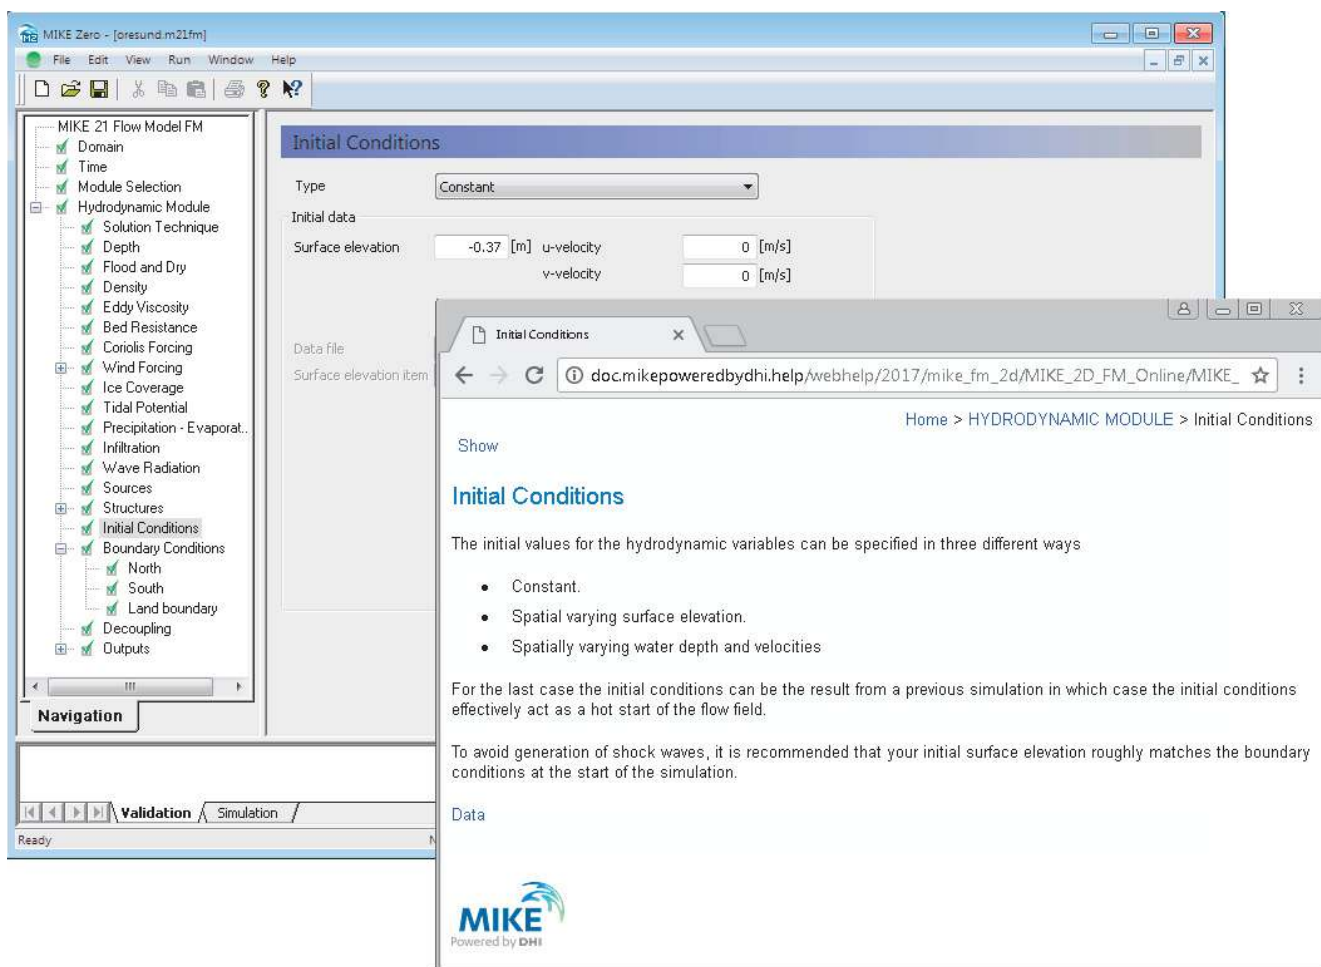 MIKE Zero - [oresund.m21fm]
File Edit View Run Window Help
MIKE 21 Flow Model FM
Domain
Time
Module Selection
Hydrodynamic Module
Solution Technique
Depth
Flood and Dry
Density
Eddy Viscosity
Bed Resistance
Coriolis Forcing
Wind Forcing
Ice Coverage
Tidal Potential
Precipitation - Evaporat..
Infiltration
Wave Radiation
Sources
Structures
Initial Conditions
Boundary Conditions
North
South
Land boundary
Decoupling
Outputs
Navigation
Initial Conditions
Type Constant
Initial data
Surface elevation -0.37 [m] u-velocity 0 [m/s]
v-velocity 0 [m/s]
Data file
Surface elevation item
Validation Simulation
Ready
Initial Conditions
doc.mikepoweredbydhi.help/webhelp/2017/mike_fm_2d/MIKE_2D_FM_Online/MIKE_
Home > HYDRODYNAMIC MODULE > Initial Conditions
Show
Initial Conditions
The initial values for the hydrodynamic variables can be specified in three different ways
• Constant.
• Spatial varying surface elevation.
• Spatially varying water depth and velocities
For the last case the initial conditions can be the result from a previous simulation in which case the initial conditions
effectively act as a hot start of the flow field.
To avoid generation of shock waves, it is recommended that your initial surface elevation roughly matches the boundary
conditions at the start of the simulation.
Data
MIKE
Powered by DHI